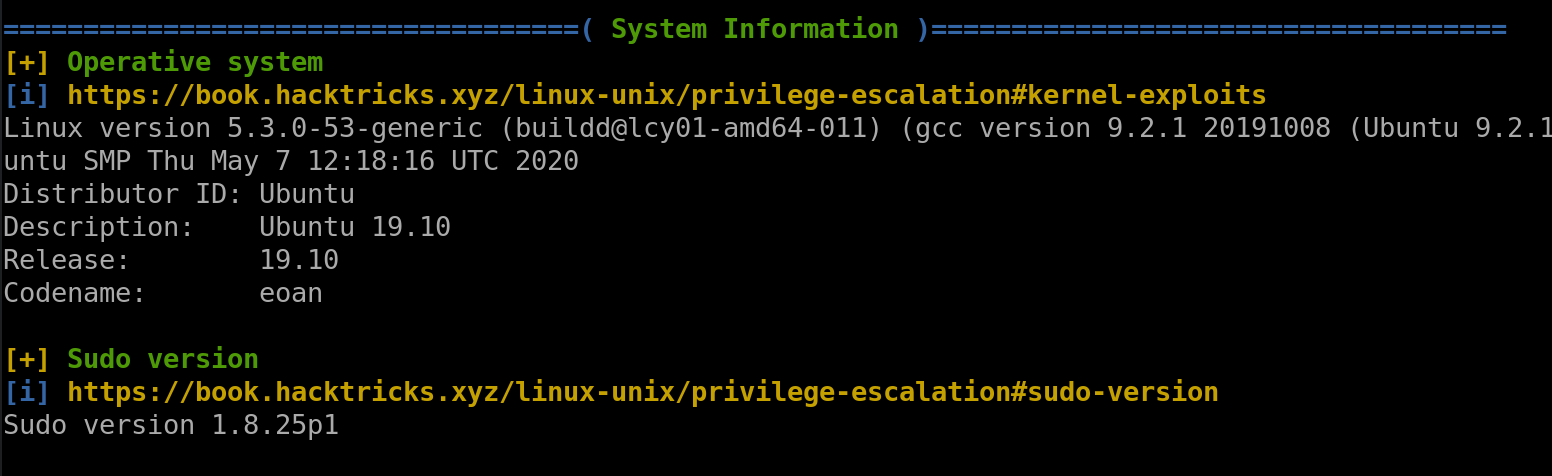 ====================================( System Information )====================================
[+] Operative system
[i] https://book.hacktricks.xyz/linux-unix/privilege-escalation#kernel-exploits
Linux version 5.3.0-53-generic (buildd@lcy01-amd64-011) (gcc version 9.2.1 20191008 (Ubuntu 9.2.1
untu SMP Thu May 7 12:18:16 UTC 2020
Distributor ID: Ubuntu
Description:    Ubuntu 19.10
Release:        19.10
Codename:       eoan
[+] Sudo version
[i] https://book.hacktricks.xyz/linux-unix/privilege-escalation#sudo-version
Sudo version 1.8.25p1